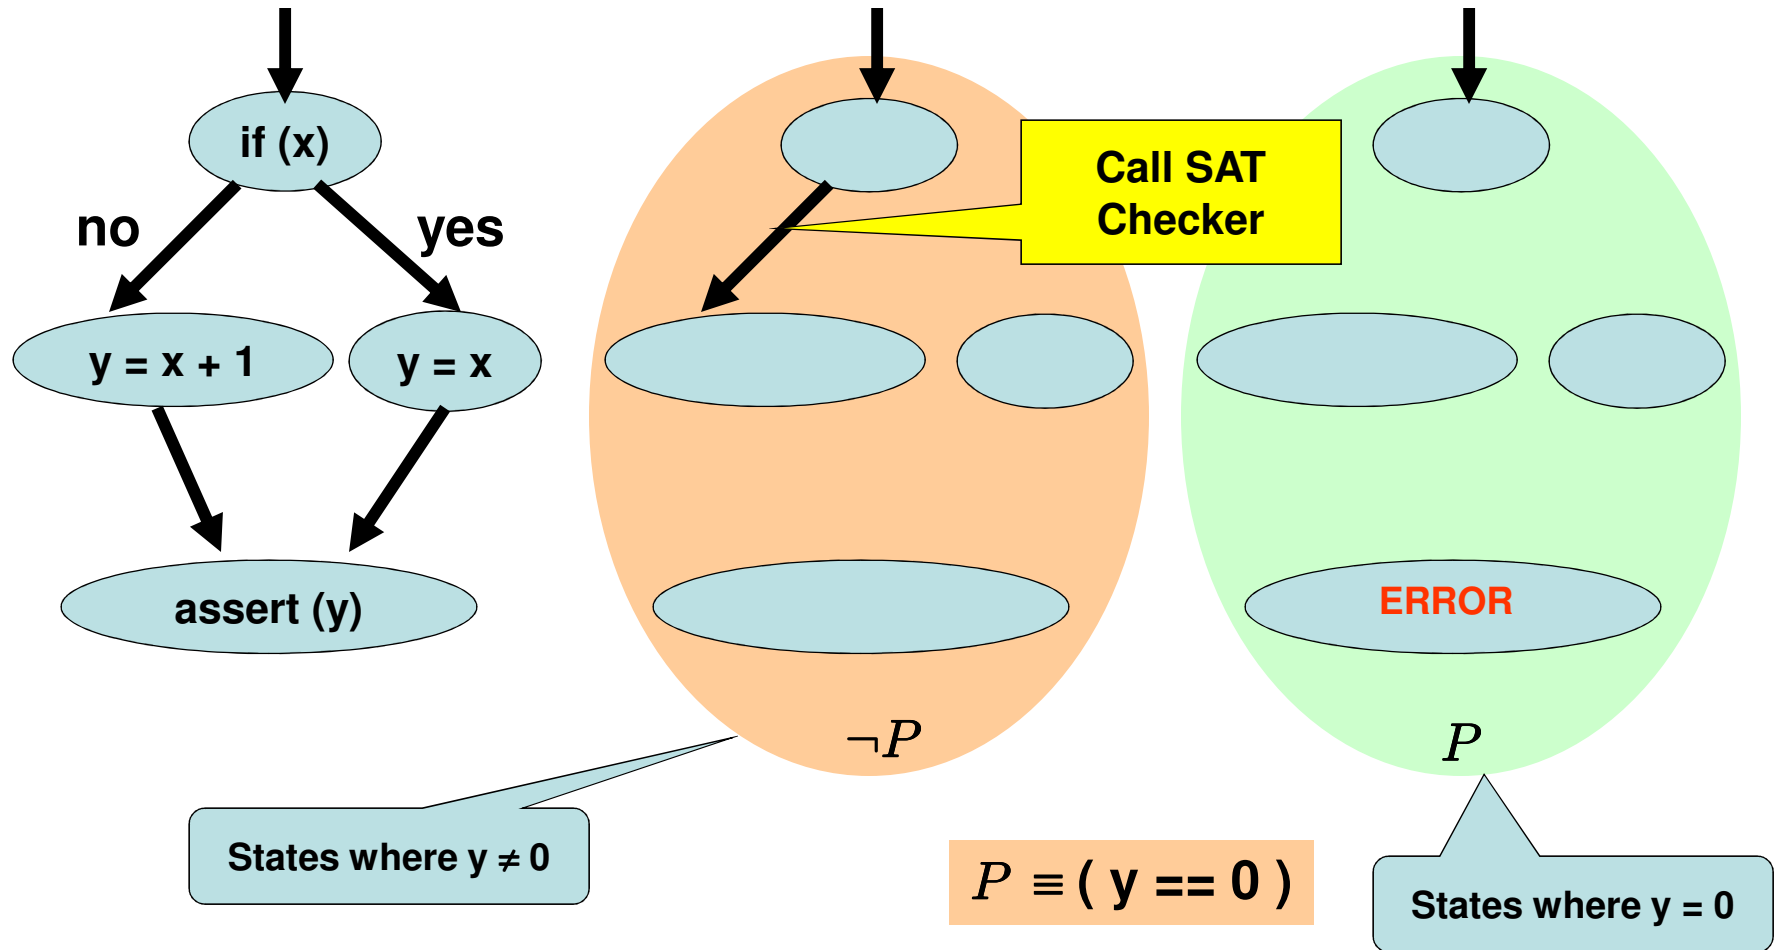 if (x)
no
yes
y = x + 1
y = x
assert (y)
Call SAT
Checker
ERROR
¬P
P
States where y ≠ 0
P ≡ ( y == 0 )
States where y = 0